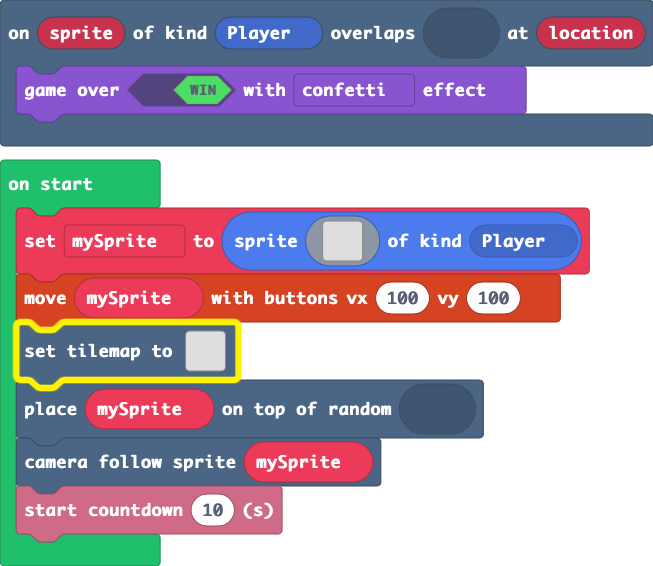 on sprite of kind Player overlaps at location
game over WIN with confetti effect
on start
set mySprite to sprite of kind Player
move mySprite with buttons vx 100 vy 100
set tilemap to
place mySprite on top of random
camera follow sprite mySprite
start countdown 10 (s)